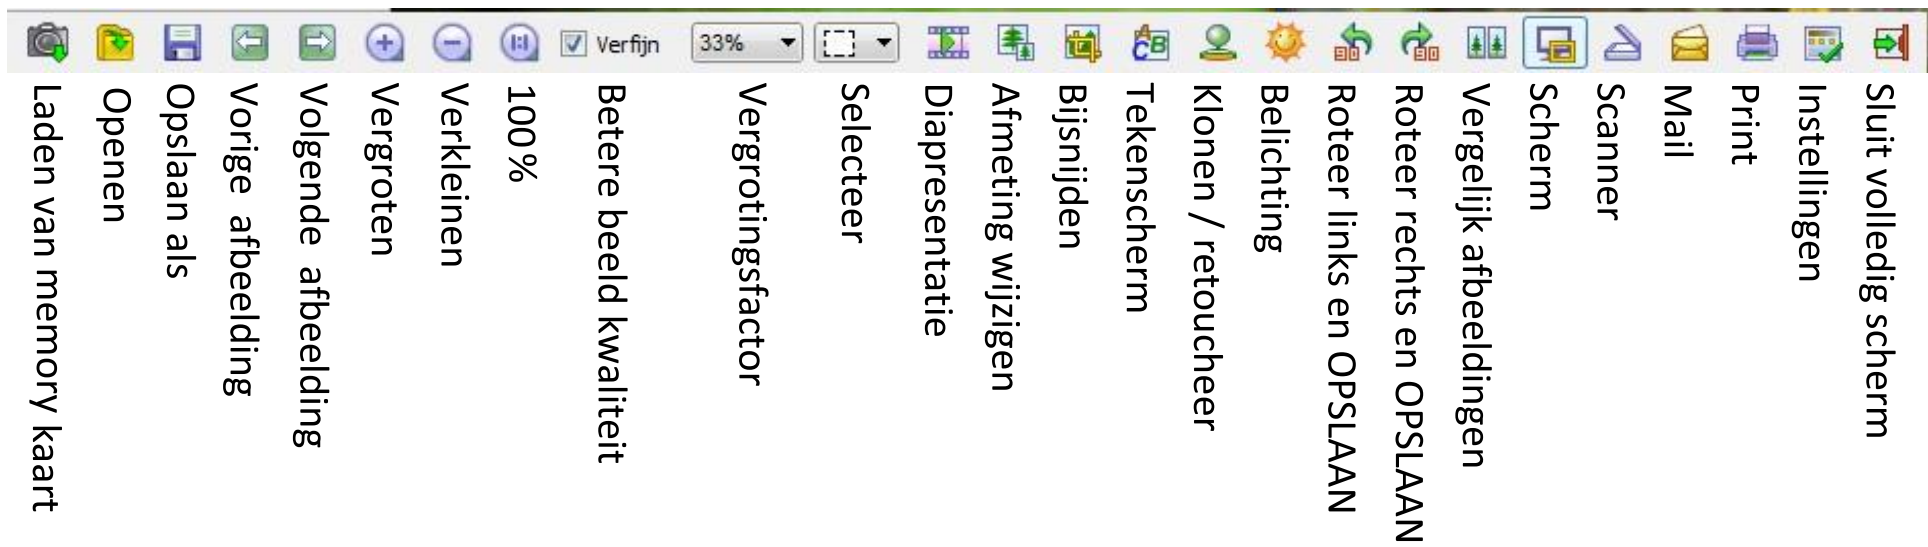 Verfijn
33%
Laden van memory kaart
Openen
Opslaan als
Vorige afbeelding
Volgende afbeelding
Vergroten
Verkleinen
100%
Betere beeld kwaliteit
Vergrotingsfactor
Selecteer
Diapresentatie
Afmeting wijzigen
Bijsnijden
Tekenscherm
Klonen / retoucheer
Belichting
Roteer links en OPSLAAN
Roteer rechts en OPSLAAN
Vergelijk afbeeldingen
Scherm
Scanner
Mail
Print
Instellingen
Sluit volledig scherm